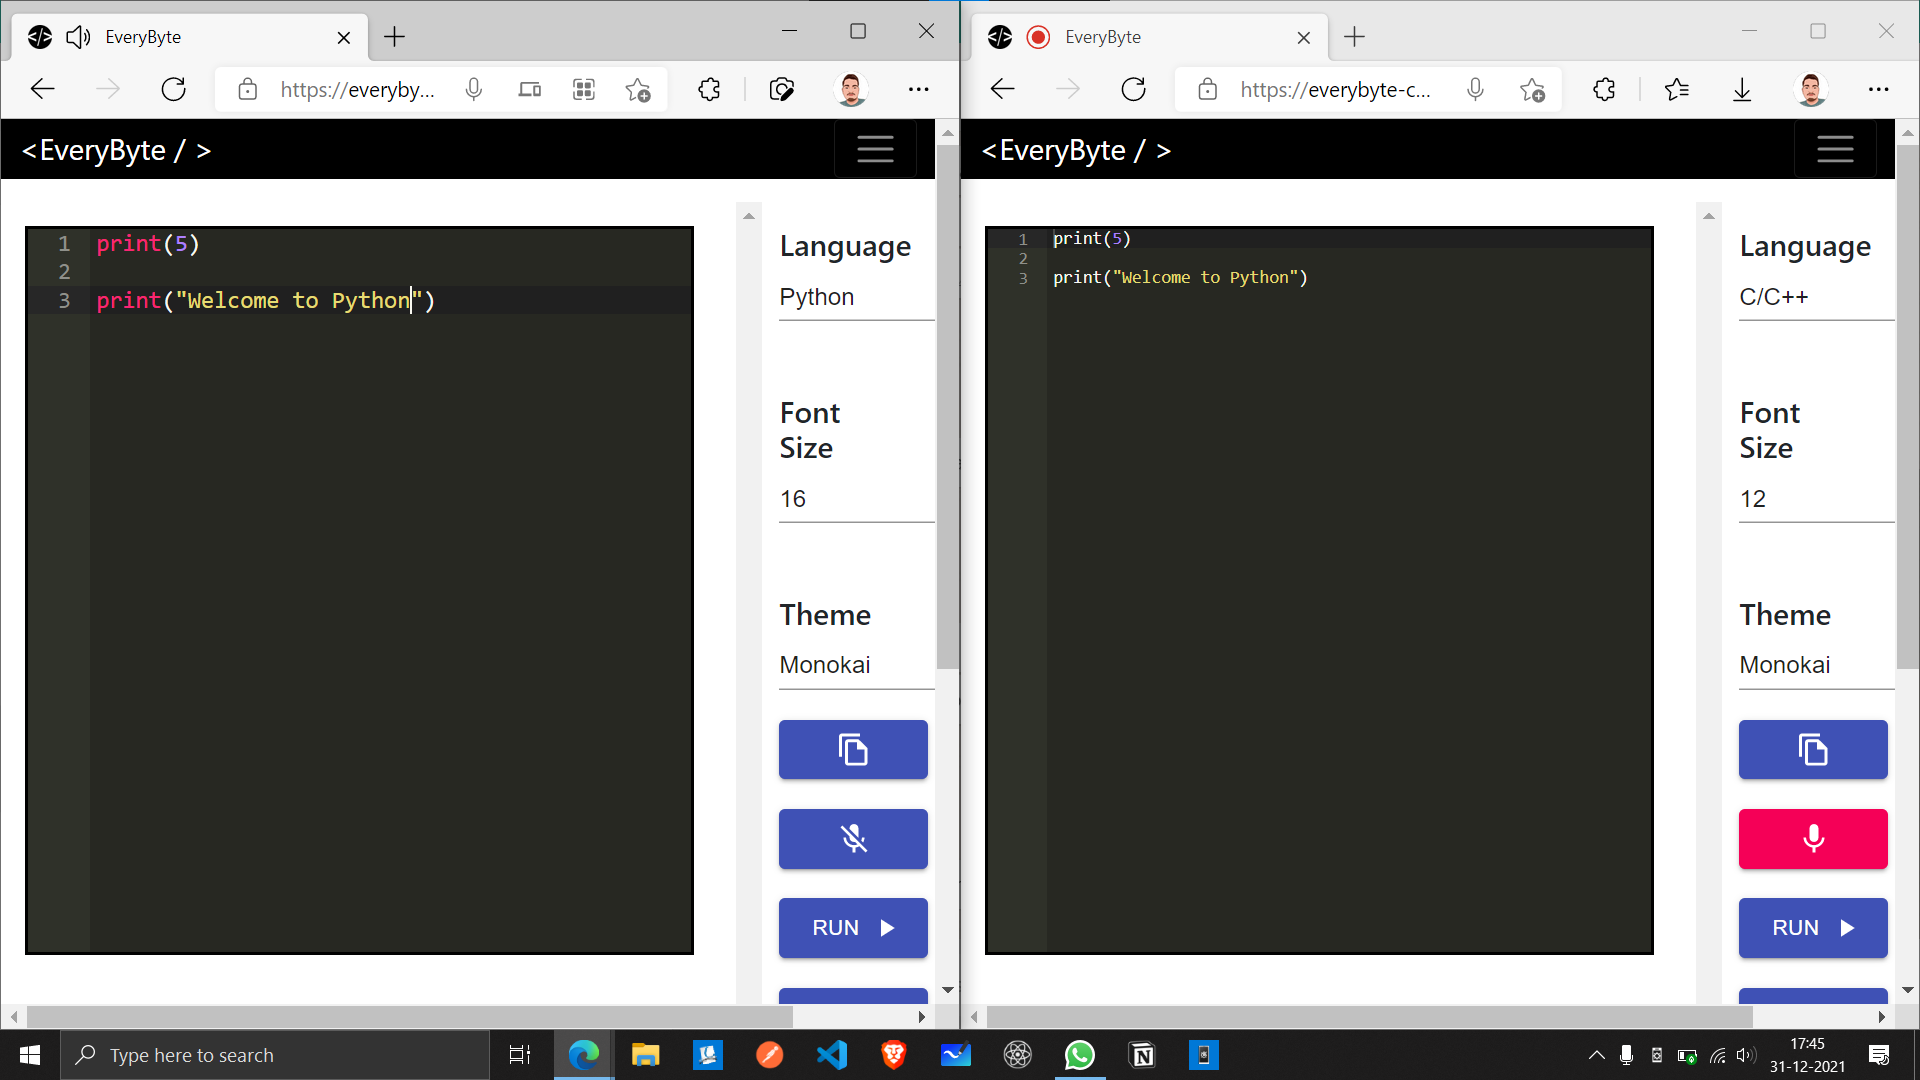 EveryByte
https://everyby...
<EveryByte / >
1 print(5)
2
3 print("Welcome to Python")
Language
Python
Font
Size
16
Theme
Monokai
RUN
EveryByte
https://everybyte-c...
<EveryByte / >
1 print(5)
2
3 print("Welcome to Python")
Language
C/C++
Font
Size
12
Theme
Monokai
RUN
Type here to search
17:45
31-12-2021